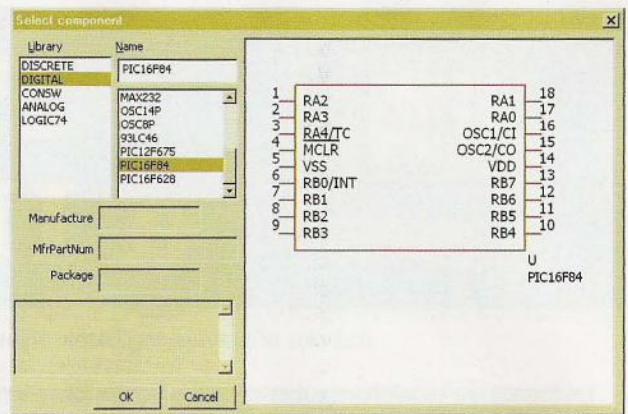 Select component
Library
Name
DISCRETE
DIGITAL
CONSW
ANALOG
LOGIC74
PIC16F84
MAX232
OSC14P
OSC8P
93LC46
PIC12F675
PIC16F84
PIC16F628
Manufacture
MfrPartNum
Package
OK
Cancel
1 RA2 RA1 18
2 RA3 RA0 17
3 RA4/TC OSC1/CI 16
4 MCLR OSC2/CO 15
5 VSS VDD 14
6 RB0/INT RB7 13
7 RB1 RB6 12
8 RB2 RB5 11
9 RB3 RB4 10
U
PIC16F84